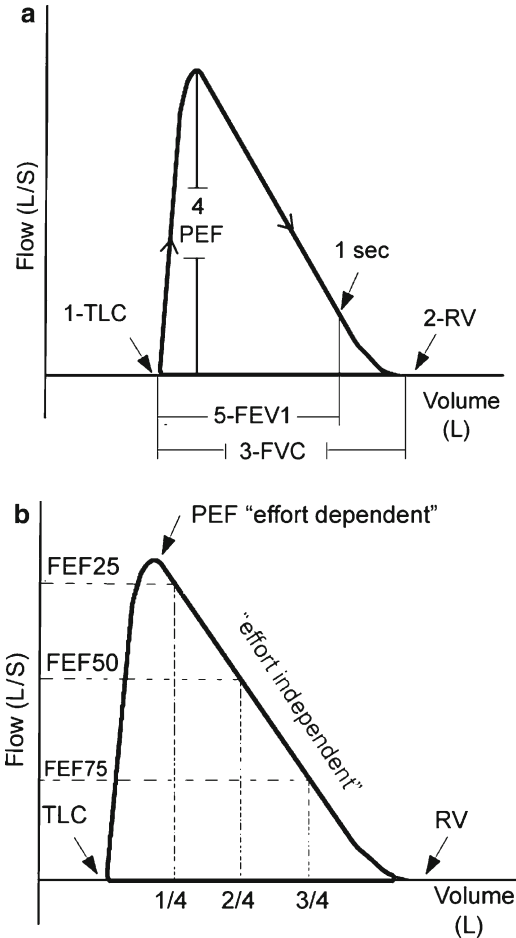 a
Flow (L/S)
4
PEF
1 sec
1-TLC
2-RV
5-FEV1
Volume
(L)
3-FVC
b
PEF “effort dependent”
FEF25
FEF50
“effort independent”
Flow (L/S)
FEF75
TLC
RV
1/4 2/4 3/4
Volume
(L)